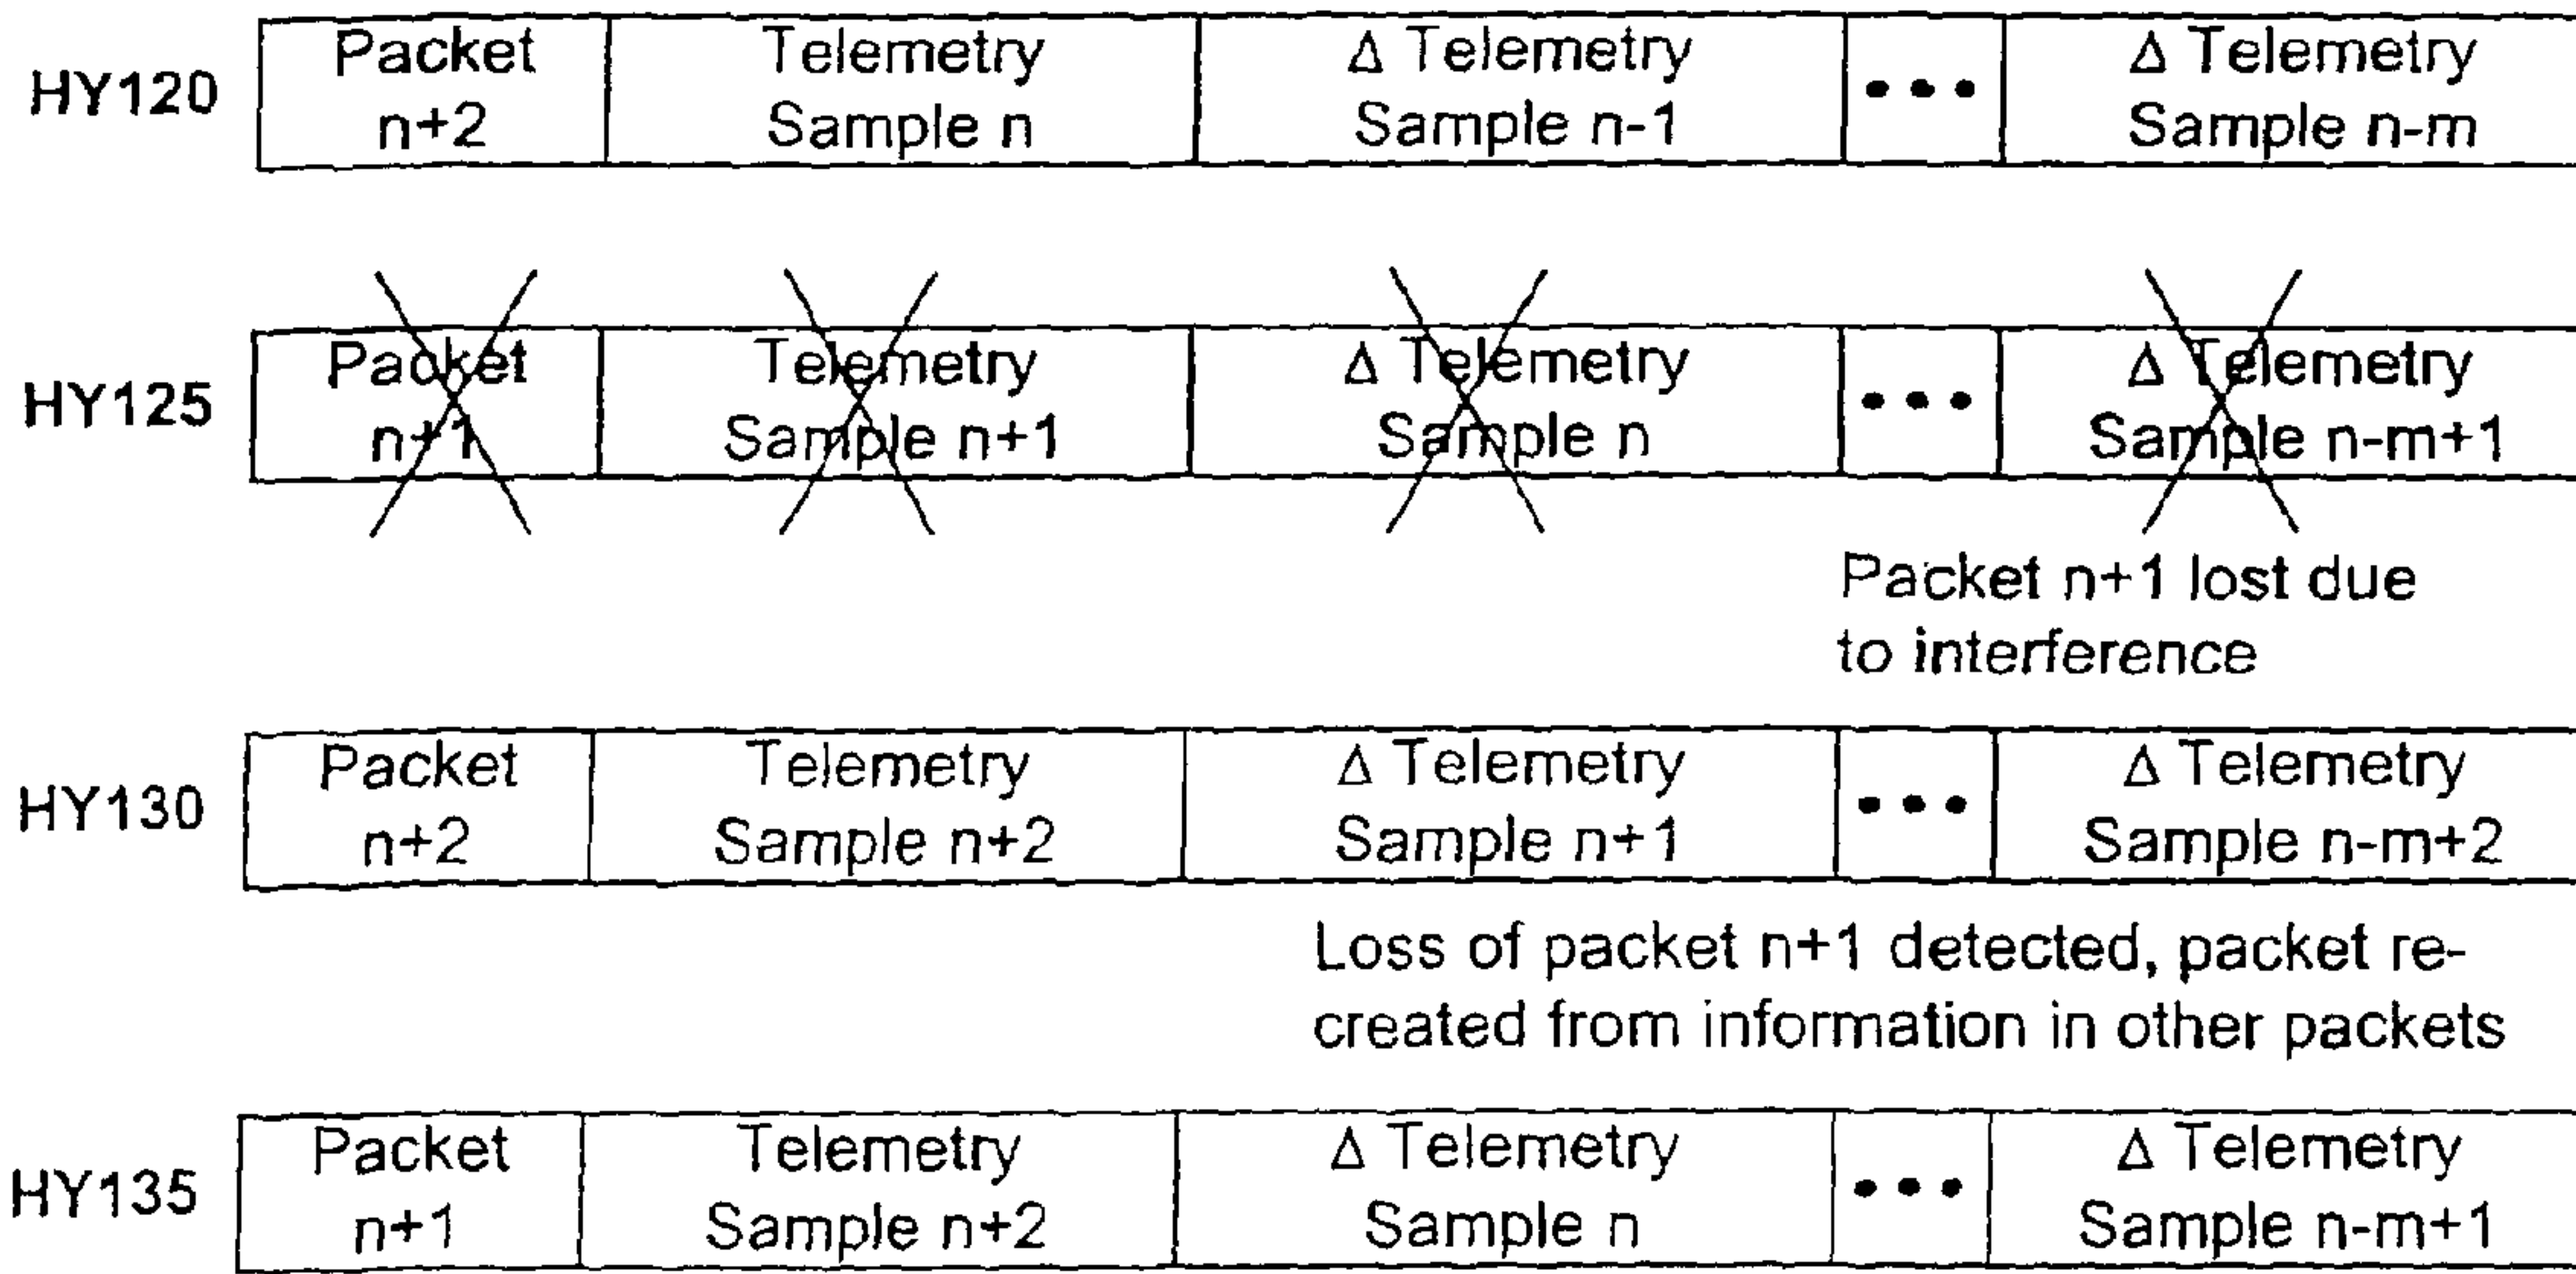 HY120
Packet
n+2
Telemetry
Sample n
Δ Telemetry
Sample n-1
•••
Δ Telemetry
Sample n-m
HY125
Packet
n+1
Telemetry
Sample n+1
Δ Telemetry
Sample n
•••
Δ Telemetry
Sample n-m+1
Packet n+1 lost due
to interference
HY130
Packet
n+2
Telemetry
Sample n+2
Δ Telemetry
Sample n+1
•••
Δ Telemetry
Sample n-m+2
Loss of packet n+1 detected, packet re-
created from information in other packets
HY135
Packet
n+1
Telemetry
Sample n+2
Δ Telemetry
Sample n
•••
Δ Telemetry
Sample n-m+1